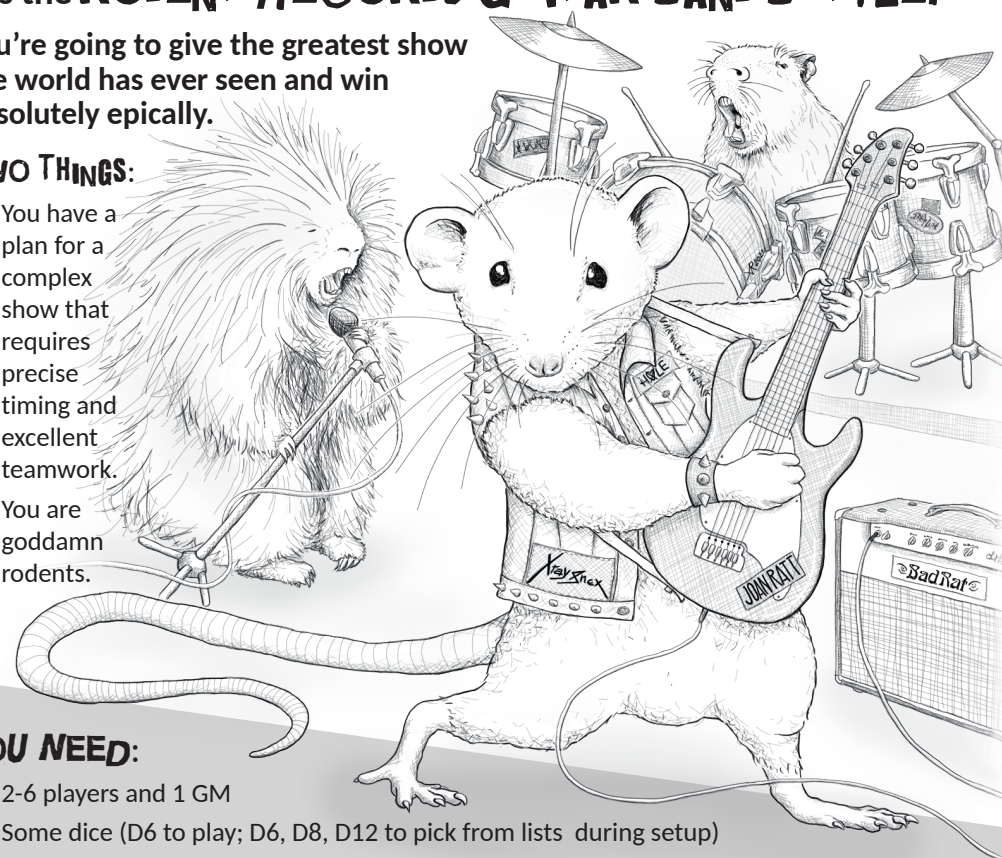 u're going to give the greatest show
e world has ever seen and win
solutely epically.
WO THINGS:
You have a
plan for a
complex
show that
requires
precise
timing and
excellent
teamwork.
You are
goddamn
rodents.
HOLE
XRaySnex
JOAN RATT
BadRat
OU NEED:
2-6 players and 1 GM
Some dice (D6 to play; D6, D8, D12 to pick from lists during setup)